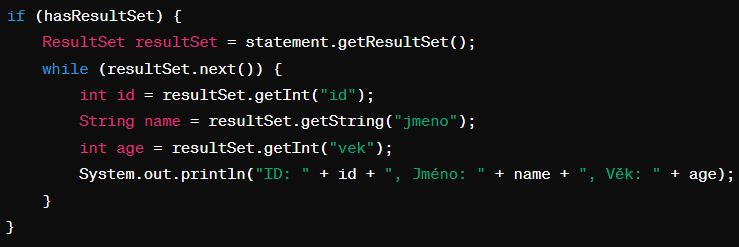 if (hasResultSet) {
    ResultSet resultSet = statement.getResultSet();
    while (resultSet.next()) {
        int id = resultSet.getInt("id");
        String name = resultSet.getString("jmeno");
        int age = resultSet.getInt("vek");
        System.out.println("ID: " + id + ", Jméno: " + name + ", Věk: " + age);
    }
}